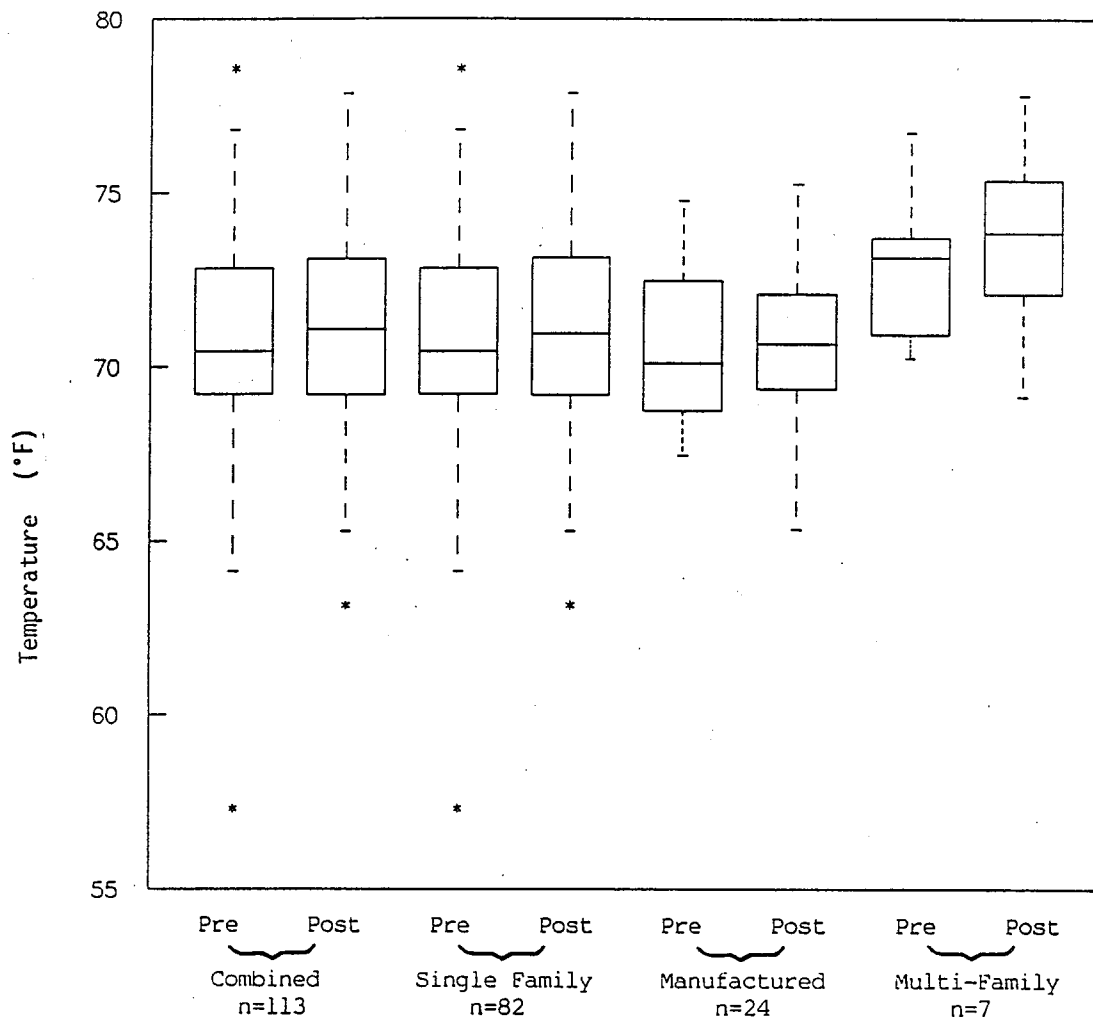 80
75
70
65
60
55
Temperature (°F)
Pre Post Pre Post Pre Post Pre Post
Combined Single Family Manufactured Multi-Family
n=113 n=82 n=24 n=7